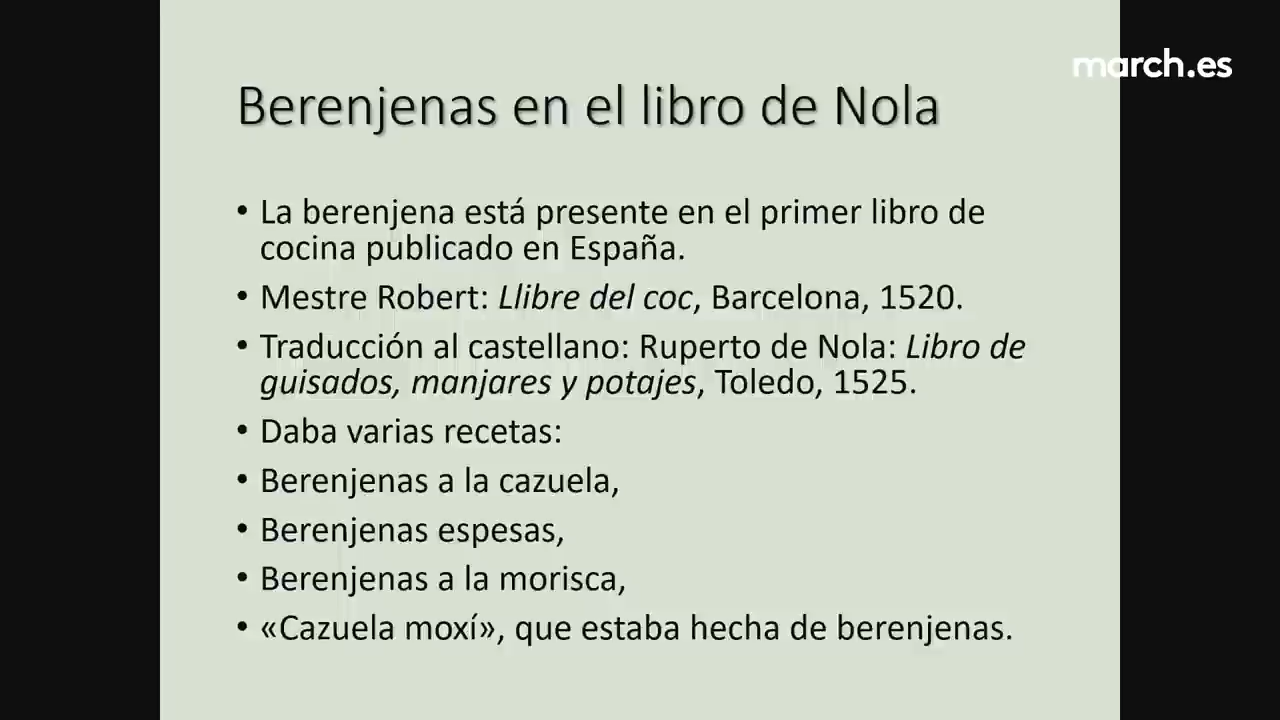 march.es
Berenjenas en el libro de Nola
• La berenjena está presente en el primer libro de
cocina publicado en España.
• Mestre Robert: Llibre del coc, Barcelona, 1520.
• Traducción al castellano: Ruperto de Nola: Libro de
guisados, manjares y potajes, Toledo, 1525.
• Daba varias recetas:
• Berenjenas a la cazuela,
• Berenjenas espesas,
• Berenjenas a la morisca,
• «Cazuela moxí», que estaba hecha de berenjenas.